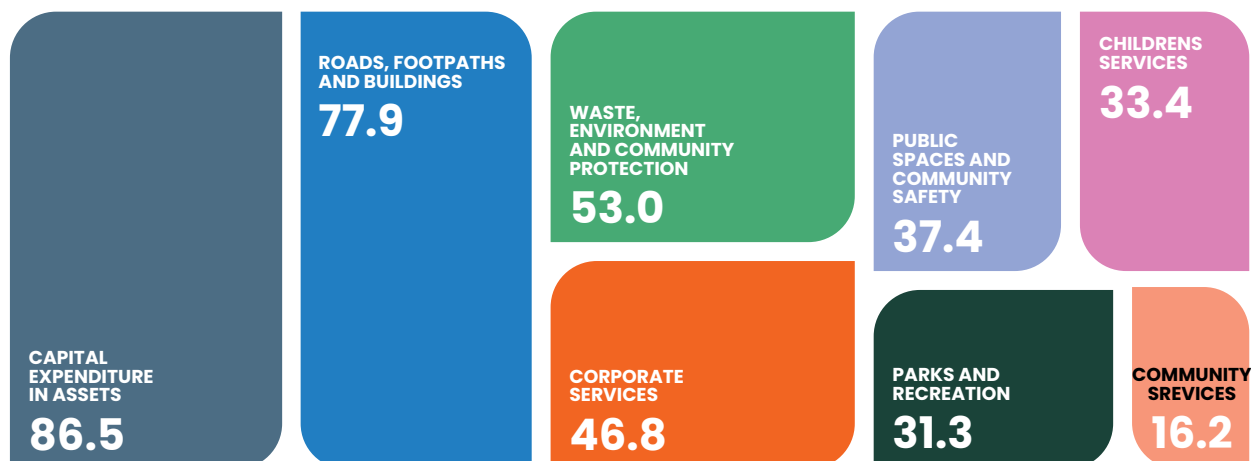 CAPITAL
EXPENDITURE
IN ASSETS
86.5
ROADS, FOOTPATHS
AND BUILDINGS
77.9
WASTE,
ENVIRONMENT
AND COMMUNITY
PROTECTION
53.0
CORPORATE
SERVICES
46.8
PUBLIC
SPACES AND
COMMUNITY
SAFETY
37.4
CHILDRENS
SERVICES
33.4
PARKS AND
RECREATION
31.3
COMMUNITY
SREVICES
16.2